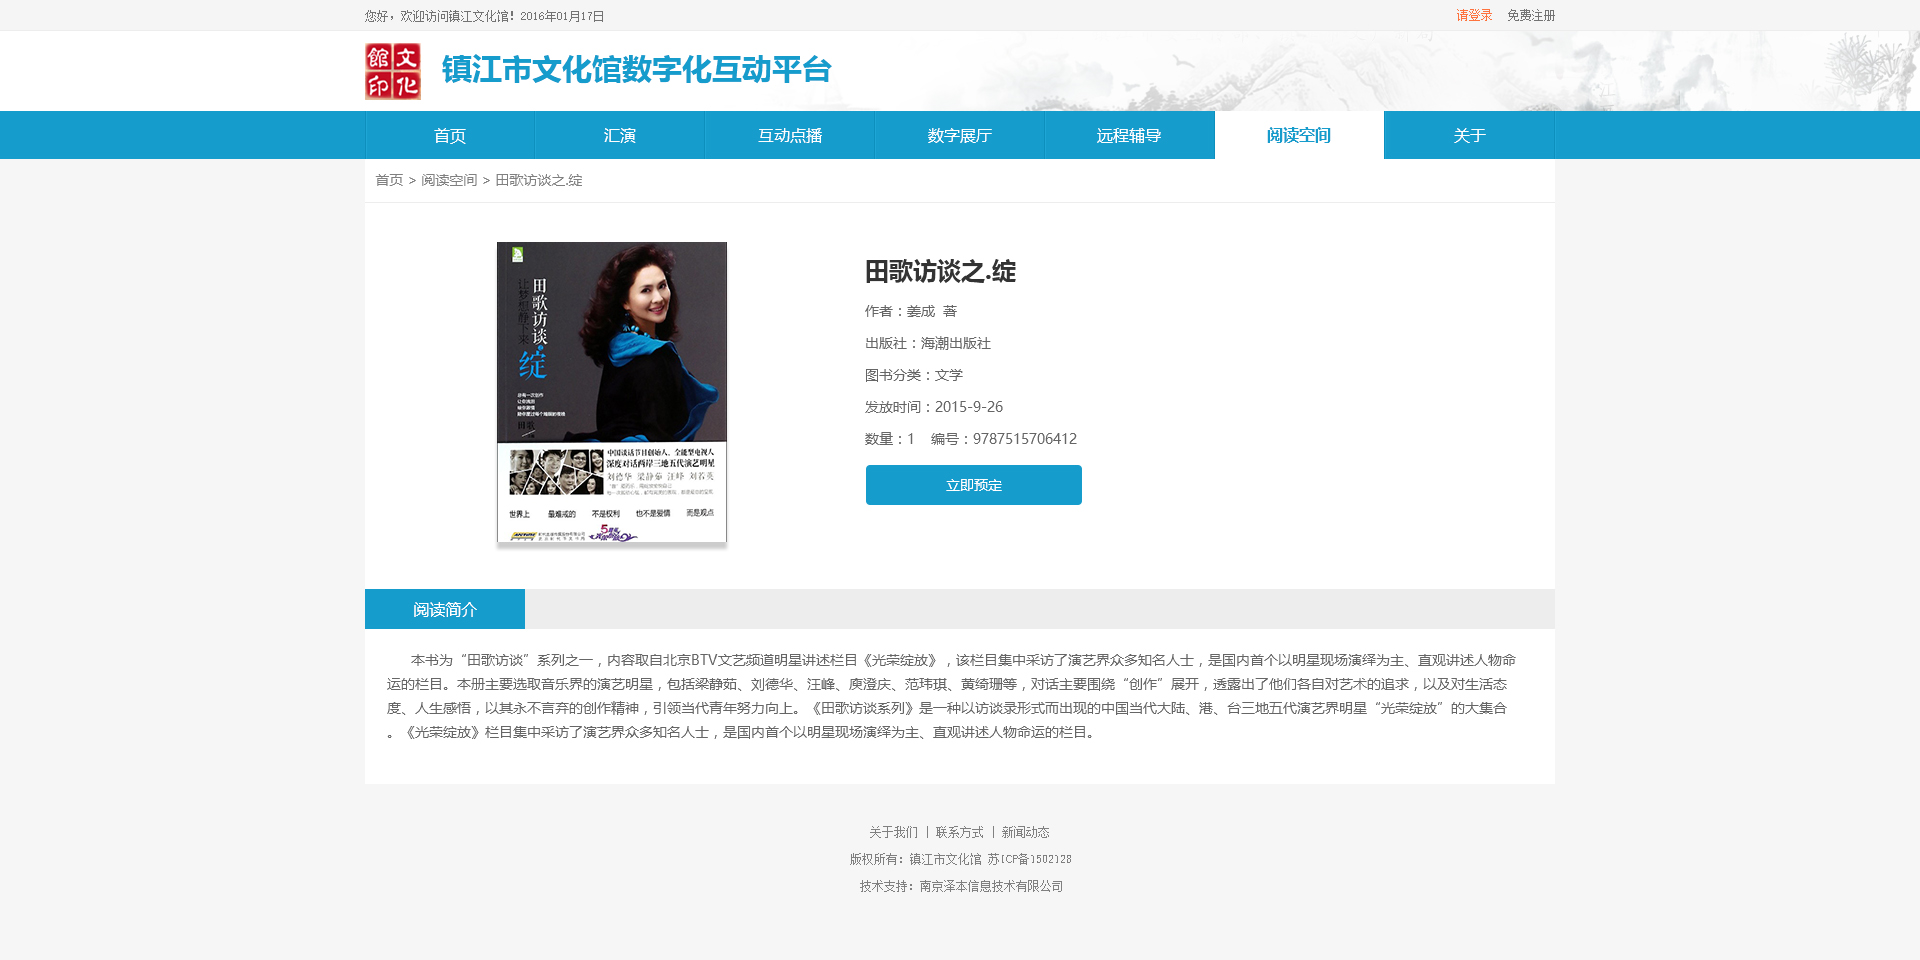 您好，欢迎访问镇江文化馆！2016年01月17日
请登录 免费注册
文化館印
镇江市文化馆数字化互动平台
首页 汇演 互动点播 数字展厅 远程辅导 阅读空间 关于
首页 > 阅读空间 > 田歌访谈之.绽
田歌访谈
让梦想静下来
绽
田歌
中国谈话节目创始人、全能型电视人
深度对话两岸三地五代演艺明星
刘德华 梁静茹 汪峰 刘若英
世界上 最难戒的 不是权利 也不是爱情 而是观点
田歌访谈之.绽
作者：姜成 著
出版社：海潮出版社
图书分类：文学
发放时间：2015-9-26
数量：1 编号：9787515706412
立即预定
阅读简介
本书为“田歌访谈”系列之一，内容取自北京BTV文艺频道明星讲述栏目《光荣绽放》，该栏目集中采访了演艺界众多知名人士，是国内首个以明星现场演绎为主、直观讲述人物命
运的栏目。本册主要选取音乐界的演艺明星，包括梁静茹、刘德华、汪峰、庾澄庆、范玮琪、黄绮珊等，对话主要围绕“创作”展开，透露出了他们各自对艺术的追求，以及对生活态
度、人生感悟，以其永不言弃的创作精神，引领当代青年努力向上。《田歌访谈系列》是一种以访谈录形式而出现的中国当代大陆、港、台三地五代演艺界明星“光荣绽放”的大集合
。《光荣绽放》栏目集中采访了演艺界众多知名人士，是国内首个以明星现场演绎为主、直观讲述人物命运的栏目。
关于我们 | 联系方式 | 新闻动态
版权所有：镇江市文化馆 苏ICP备1502128
技术支持：南京泽本信息技术有限公司